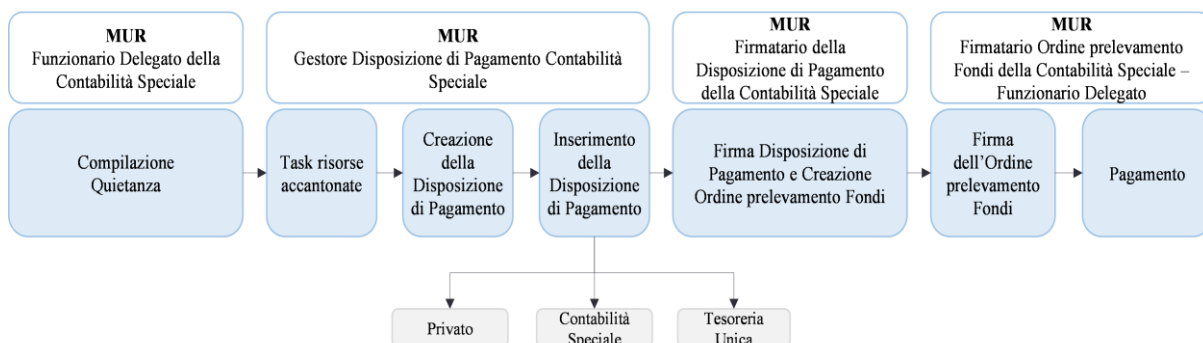 MUR
Funzionario Delegato della
Contabilità Speciale
MUR
Gestore Disposizione di Pagamento Contabilità
Speciale
MUR
Firmatario della
Disposizione di Pagamento
della Contabilità Speciale
MUR
Firmatario Ordine prelevamento
Fondi della Contabilità Speciale –
Funzionario Delegato
Compilazione
Quietanza
Task risorse
accantonate
Creazione
della
Disposizione
di Pagamento
Inserimento
della
Disposizione
di Pagamento
Firma Disposizione di
Pagamento e Creazione
Ordine prelevamento Fondi
Firma
dell’Ordine
prelevamento
Fondi
Pagamento
Privato
Contabilità
Speciale
Tesoreria
Unica